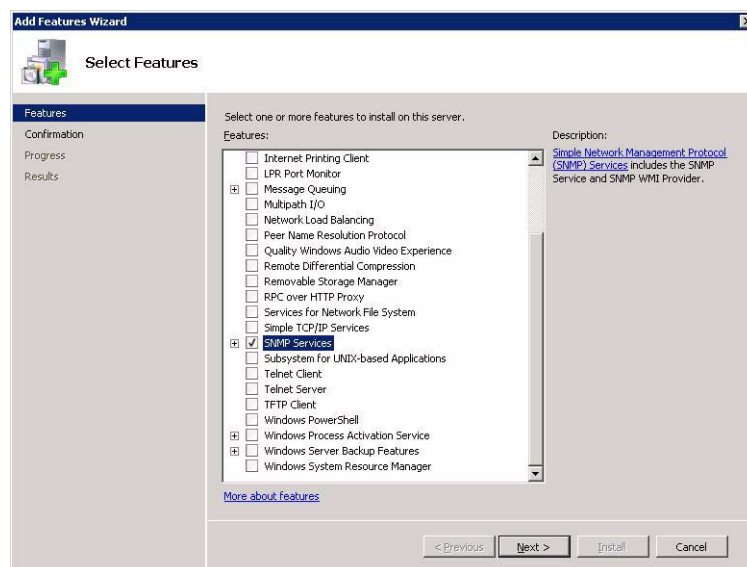 Add Features Wizard
Select Features
Features
Confirmation
Progress
Results
Select one or more features to install on this server.
Features:
Internet Printing Client
LPR Port Monitor
Message Queuing
Multipath I/O
Network Load Balancing
Peer Name Resolution Protocol
Quality Windows Audio Video Experience
Remote Differential Compression
Removable Storage Manager
RPC over HTTP Proxy
Services for Network File System
Simple TCP/IP Services
SNMP Services
Subsystem for UNIX-based Applications
Telnet Client
Telnet Server
TFTP Client
Windows PowerShell
Windows Process Activation Service
Windows Server Backup Features
Windows System Resource Manager
More about features
Description:
Simple Network Management Protocol
(SNMP) Services includes the SNMP
Service and SNMP WMI Provider.
< Previous
Next >
Install
Cancel